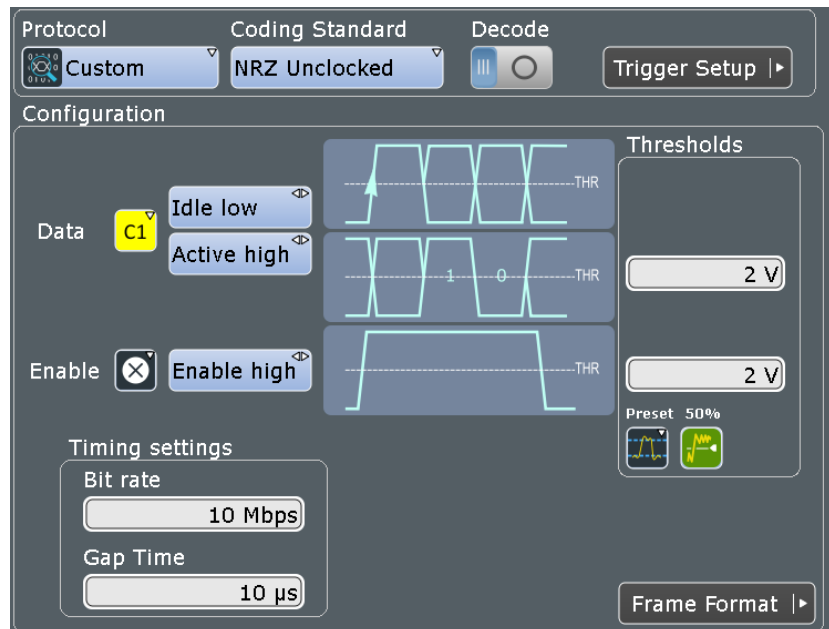 Protocol Coding Standard Decode
Custom NRZ Unclocked Trigger Setup
Configuration
Thresholds
THR
Idle low
Data C1
Active high
1 0 THR
2 V
Enable Enable high THR
2 V
Preset 50%
Timing settings
Bit rate
10 Mbps
Gap Time
10 µs
Frame Format